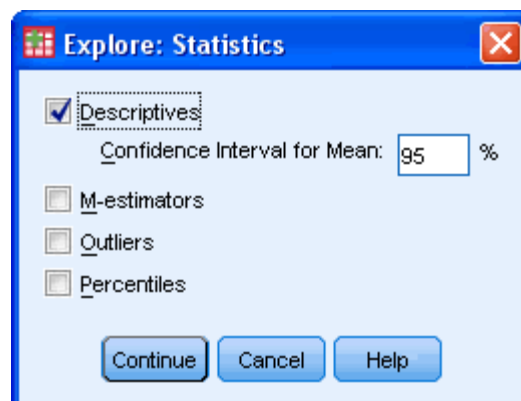 Explore: Statistics
Descriptives
Confidence Interval for Mean: 95 %
M-estimators
Outliers
Percentiles
Continue Cancel Help